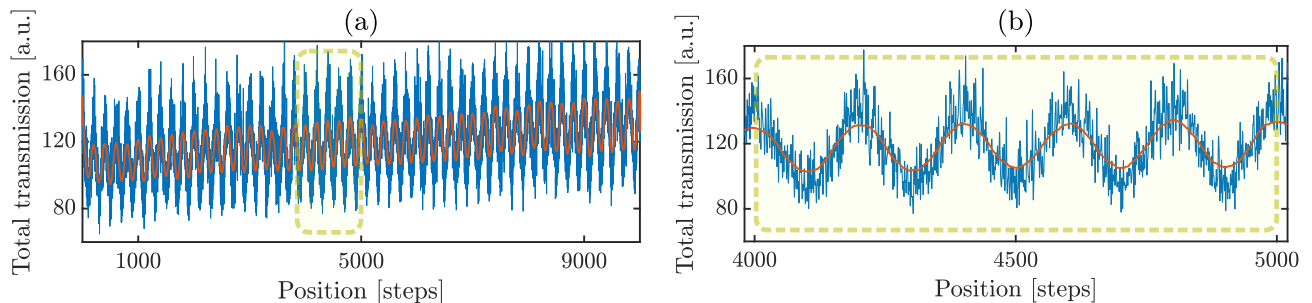 (a)
Total transmission [a.u.]
160
120
80
1000
5000
9000
Position [steps]
(b)
Total transmission [a.u.]
160
120
80
4000
4500
5000
Position [steps]